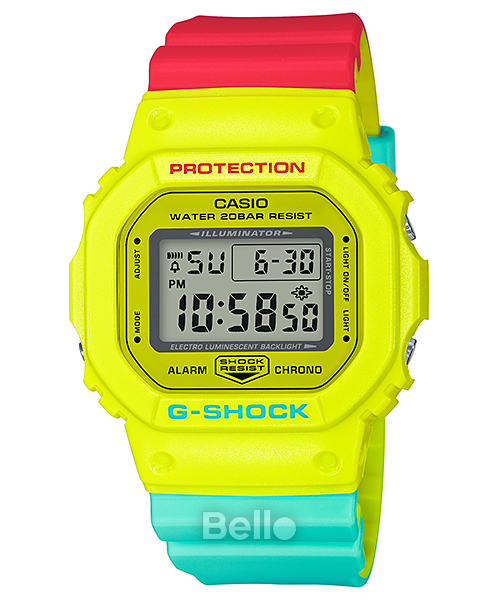 PROTECTION
CASIO
WATER 20BAR RESIST
ILLUMINATOR
ADJUST
MODE
SU 6-30
PM
10:58 50
START·STOP
LIGHT ON/OFF
LIGHT
ELECTRO LUMINESCENT BACKLIGHT
ALARM
SHOCK
RESIST
CHRONO
G-SHOCK
Bello